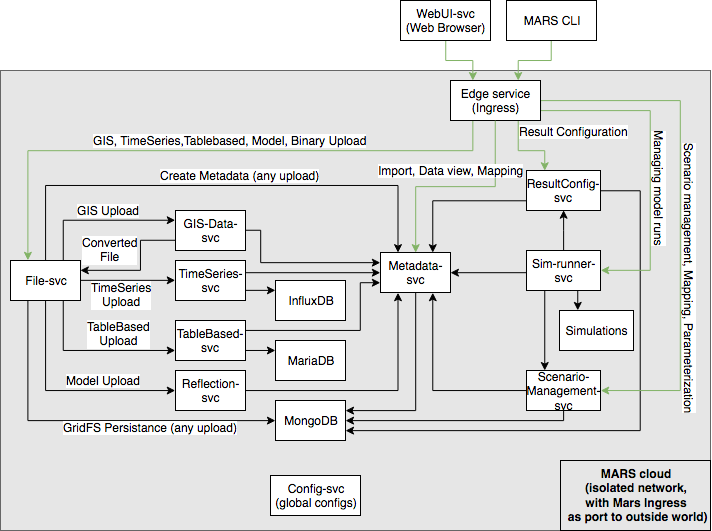 WebUI-svc
(Web Browser)
MARS CLI
Edge service
(Ingress)
GIS, TimeSeries,Tablebased, Model, Binary Upload
Result Configuration
Managing model
runs
Scenario management, Mapping, Parameterization
Create Metadata (any upload)
Import, Data view, Mapping
ResultConfig-
svc
GIS Upload
GIS-Data-
svc
Converted
File
File-svc
TimeSeries-
svc
Metadata-
svc
Sim-runner-
svc
TimeSeries
Upload
InfluxDB
TableBased
Upload
TableBased-
svc
Simulations
MariaDB
Model Upload
Reflection-
svc
Scenario-
Management-
svc
GridFS Persistance (any upload)
MongoDB
Config-svc
(global configs)
MARS cloud
(isolated network,
with Mars Ingress
as port to outside world)